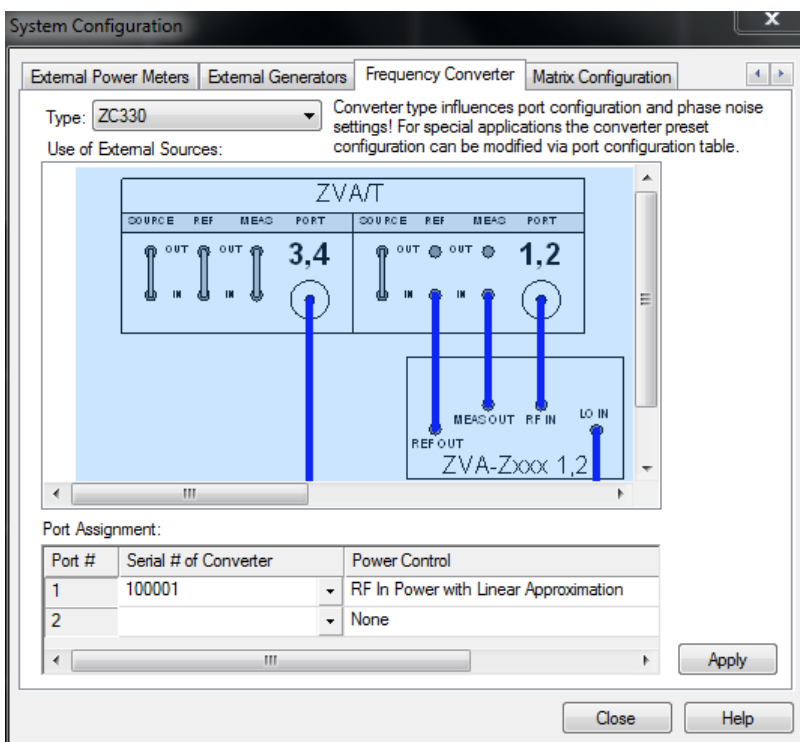 System Configuration
x
External Power Meters External Generators Frequency Converter Matrix Configuration
Type: ZC330
Converter type influences port configuration and phase noise
settings! For special applications the converter preset
configuration can be modified via port configuration table.
Use of External Sources:
ZVA/T
SOURCE REF MEAS PORT SOURCE REF MEAS PORT
OUT OUT 3,4 OUT OUT 1,2
IN IN IN IN
MEAS OUT RF IN LO IN
REF OUT
ZVA-Zxxx 1,2
Port Assignment:
Port # Serial # of Converter Power Control
1 100001 RF In Power with Linear Approximation
2 None
Apply
Close Help